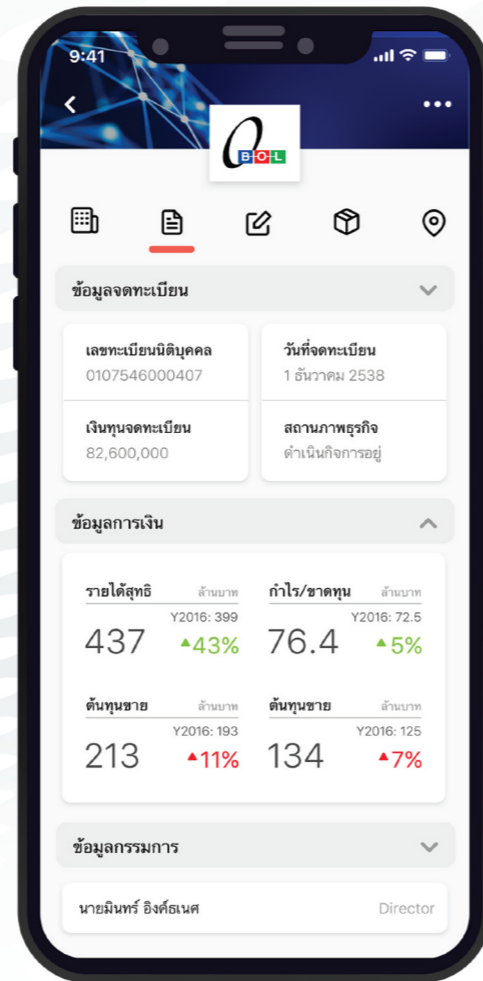 9:41
BOL
ข้อมูลจดทะเบียน
เลขทะเบียนนิติบุคคล
0107546000407
วันที่จดทะเบียน
1 ธันวาคม 2538
เงินทุนจดทะเบียน
82,600,000
สถานภาพธุรกิจ
ดำเนินกิจการอยู่
ข้อมูลการเงิน
รายได้สุทธิ ล้านบาท
Y2016: 399
437 43%
กำไร/ขาดทุน ล้านบาท
Y2016: 72.5
76.4 5%
ต้นทุนขาย ล้านบาท
Y2016: 193
213 11%
ต้นทุนขาย ล้านบาท
Y2016: 125
134 7%
ข้อมูลกรรมการ
นายมินทร์ อิงค์ธเนศ Director